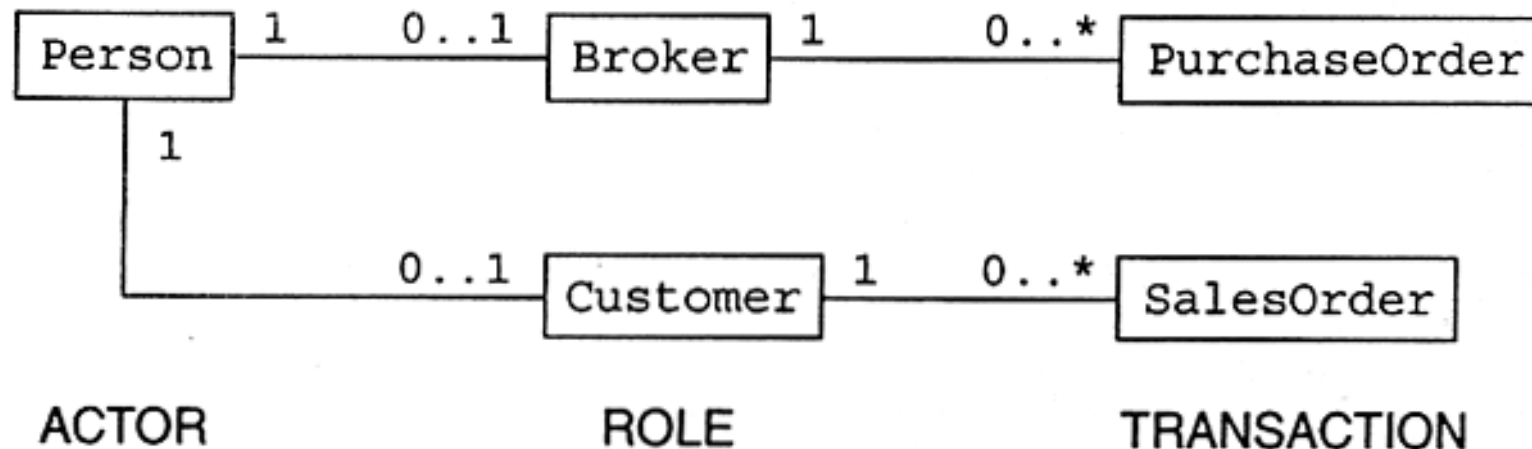 1 0..1 1 0..*
Person Broker PurchaseOrder
1
0..1 1 0..*
Customer SalesOrder
ACTOR ROLE TRANSACTION